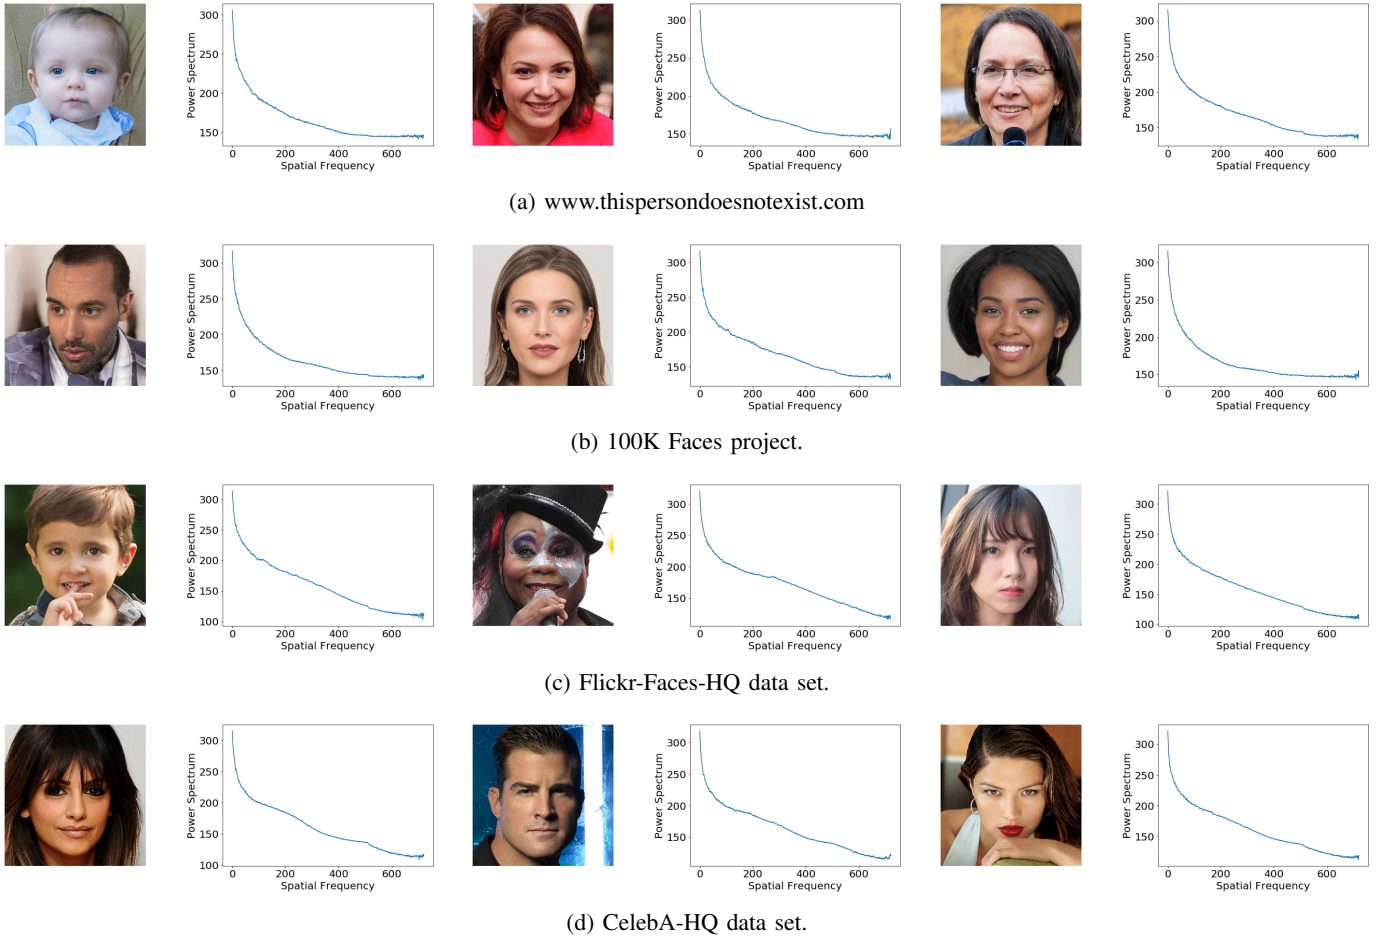 300
250
200
150
Power Spectrum
0 200 400 600
Spatial Frequency
300
250
200
150
Power Spectrum
0 200 400 600
Spatial Frequency
300
250
200
150
Power Spectrum
0 200 400 600
Spatial Frequency
(a) www.thispersondoesnotexist.com
300
250
200
150
Power Spectrum
0 200 400 600
Spatial Frequency
300
250
200
150
Power Spectrum
0 200 400 600
Spatial Frequency
300
250
200
150
Power Spectrum
0 200 400 600
Spatial Frequency
(b) 100K Faces project.
300
250
200
150
100
Power Spectrum
0 200 400 600
Spatial Frequency
300
250
200
150
Power Spectrum
0 200 400 600
Spatial Frequency
300
250
200
150
100
Power Spectrum
0 200 400 600
Spatial Frequency
(c) Flickr-Faces-HQ data set.
300
250
200
150
100
Power Spectrum
0 200 400 600
Spatial Frequency
300
250
200
150
Power Spectrum
0 200 400 600
Spatial Frequency
300
250
200
150
Power Spectrum
0 200 400 600
Spatial Frequency
(d) CelebA-HQ data set.